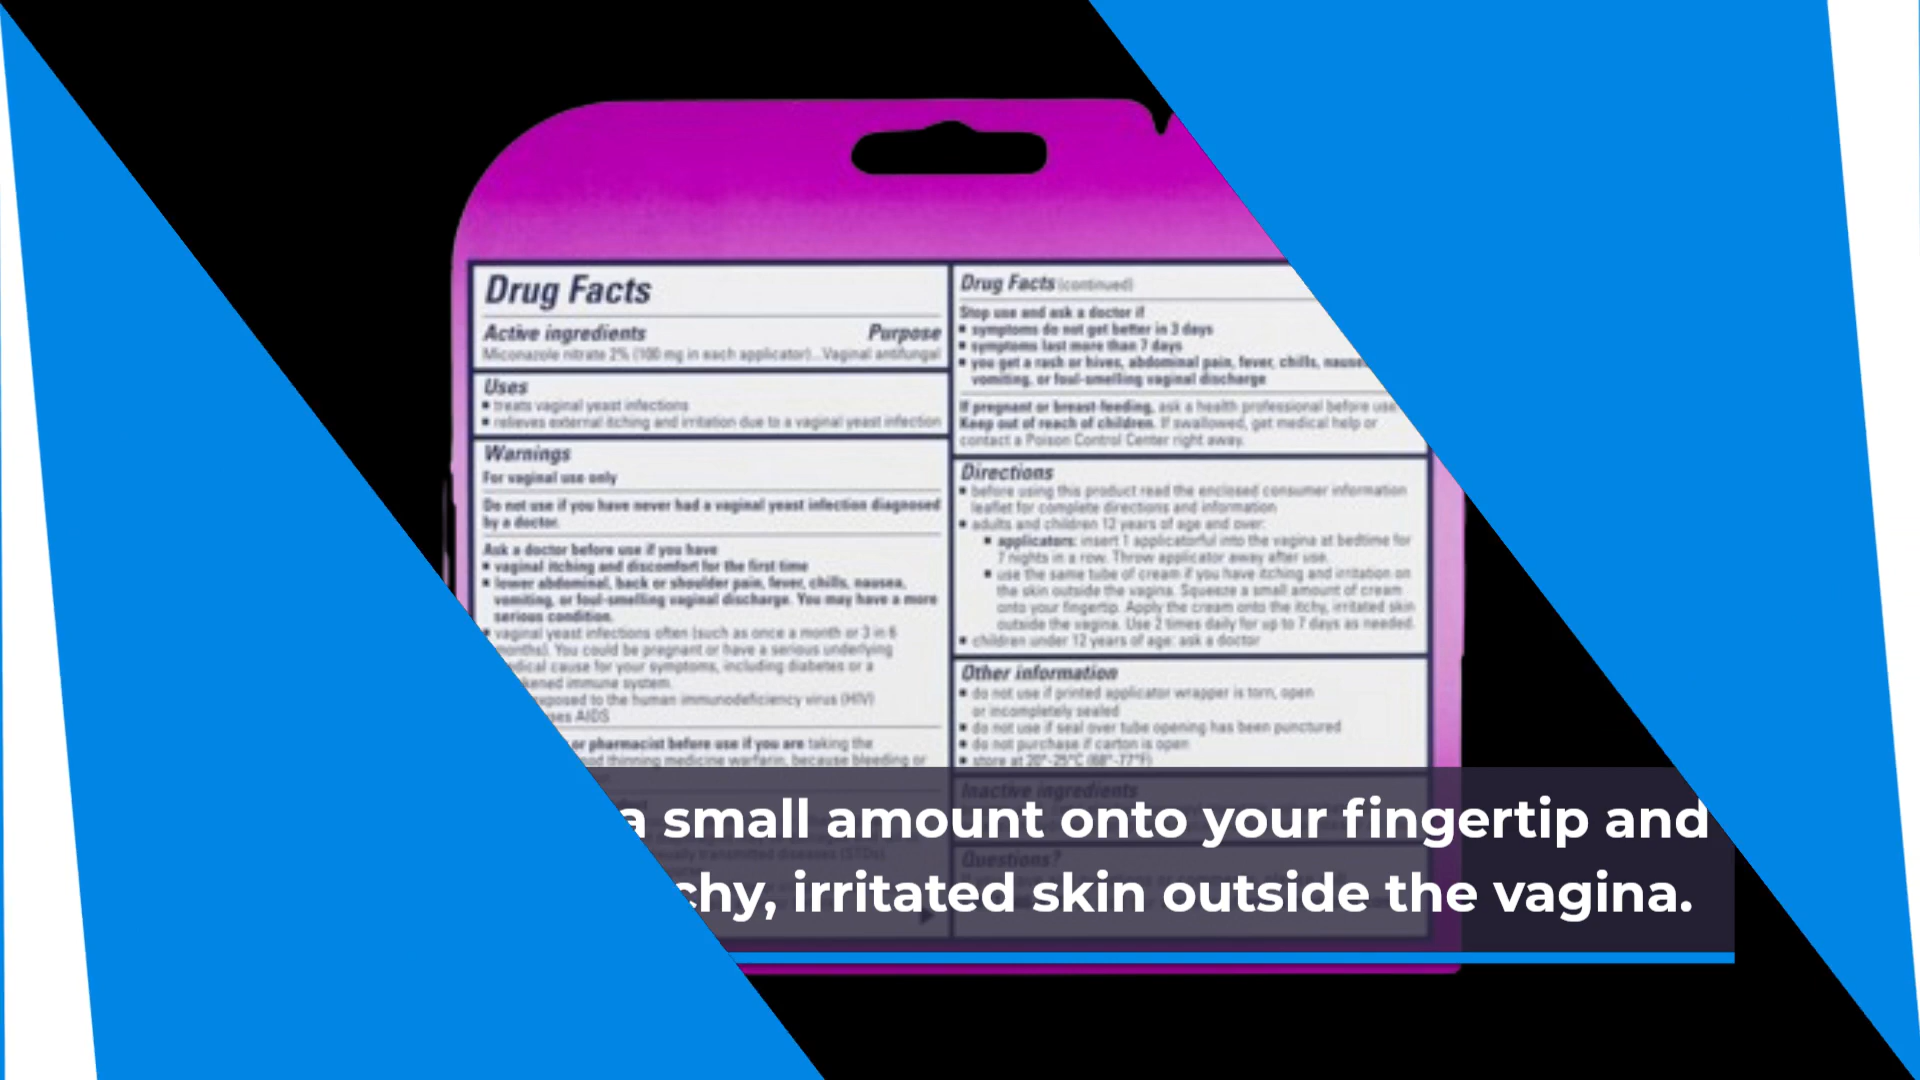 Drug Facts
Active ingredients Purpose
Miconazole nitrate 2% (100 mg in each applicator)...Vaginal antifungal
Uses
■ treats vaginal yeast infections
■ relieves external itching and irritation due to a vaginal yeast infection
Warnings
For vaginal use only
Do not use if you have never had a vaginal yeast infection diagnosed
by a doctor.
Ask a doctor before use if you have
■ vaginal itching and discomfort for the first time
■ lower abdominal, back or shoulder pain, fever, chills, nausea,
vomiting, or foul-smelling vaginal discharge. You may have a more
serious condition.
■ vaginal yeast infections often (such as once a month or 3 in 6
months). You could be pregnant or have a serious underlying
dical cause for your symptoms, including diabetes or a
kened immune system.
xposed to the human immunodeficiency virus (HIV)
ses AIDS
or pharmacist before use if you are taking the
od thinning medicine warfarin, because bleeding or
ually transmitted diseases (STDs)
Drug Facts (continued)
Stop use and ask a doctor if
■ symptoms do not get better in 3 days
■ symptoms last more than 7 days
■ you get a rash or hives, abdominal pain, fever, chills, nause
vomiting, or foul-smelling vaginal discharge
If pregnant or breast-feeding, ask a health professional before use
Keep out of reach of children. If swallowed, get medical help or
contact a Poison Control Center right away.
Directions
■ before using this product read the enclosed consumer information
leaflet for complete directions and information
■ adults and children 12 years of age and over:
■ applicators: insert 1 applicatorful into the vagina at bedtime for
7 nights in a row. Throw applicator away after use.
■ use the same tube of cream if you have itching and irritation on
the skin outside the vagina. Squeeze a small amount of cream
onto your fingertip. Apply the cream onto the itchy, irritated skin
outside the vagina. Use 2 times daily for up to 7 days as needed.
■ children under 12 years of age: ask a doctor
Other information
■ do not use if printed applicator wrapper is torn, open
or incompletely sealed
■ do not use if seal over tube opening has been punctured
■ do not purchase if carton is open
■ store at 20°-25°C (68°-77°F)
Inactive ingredients
Questions?
a small amount onto your fingertip and
chy, irritated skin outside the vagina.